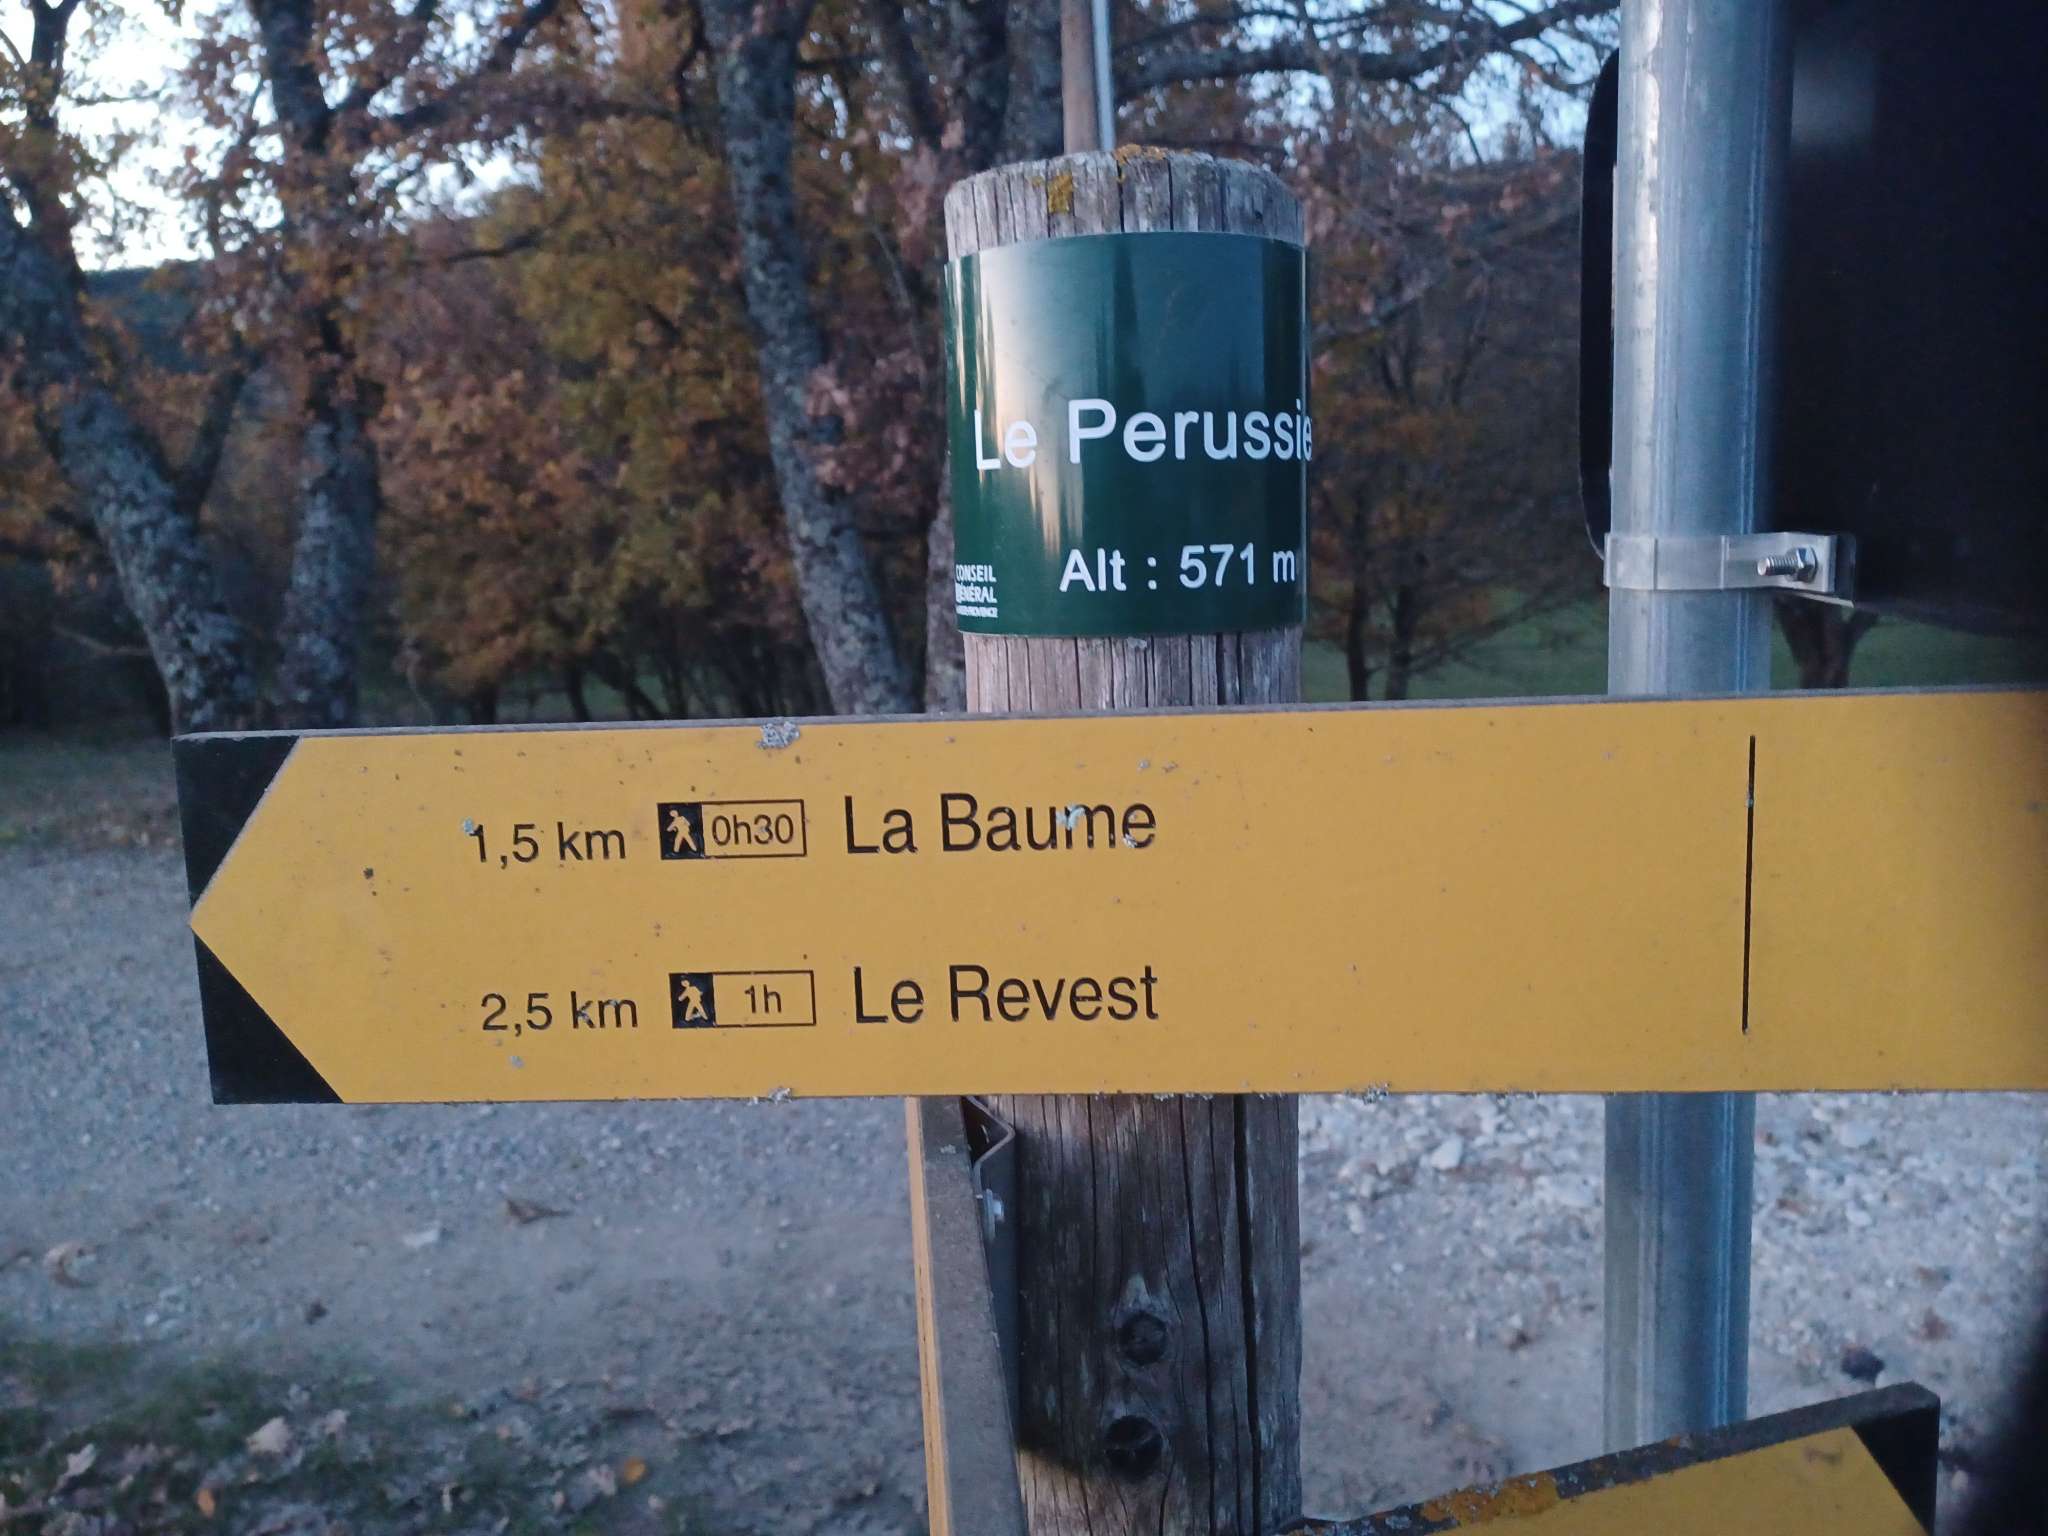 Le Perussie
Alt : 571 m
CONSEIL
GÉNÉRAL
1,5 km 0h30 La Baume
2,5 km 1h Le Revest